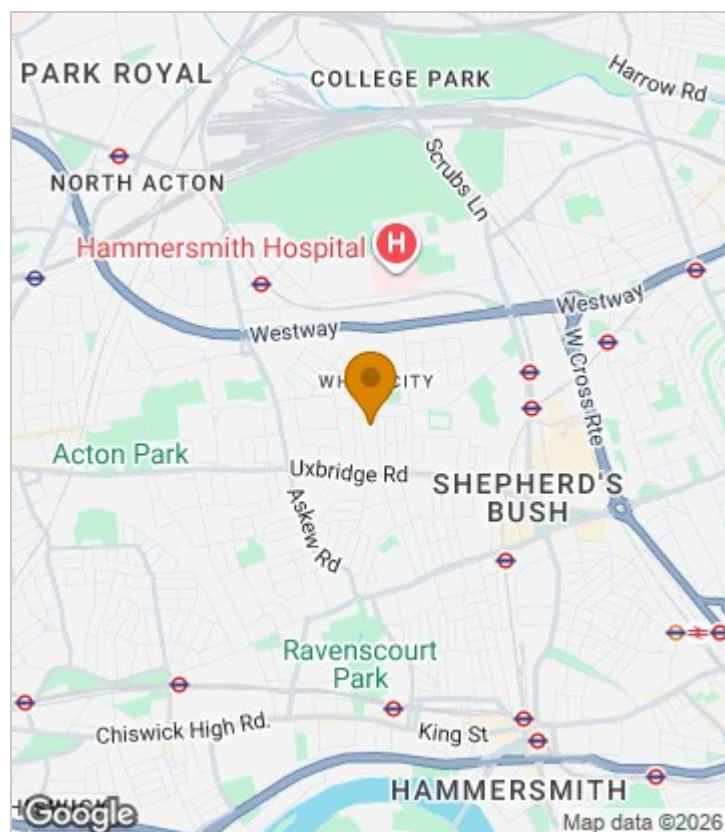 PARK ROYAL
COLLEGE PARK
Harrow Rd
Scrubs Ln
NORTH ACTON
Hammersmith Hospital
H
Westway
Westway
W Cross Rte
CITY
Acton Park
Uxbridge Rd
SHEPHERD'S
BUSH
Askew Rd
Ravenscourt
Park
Chiswick High Rd.
King St
HAMMERSMITH
Google
Map data ©2026